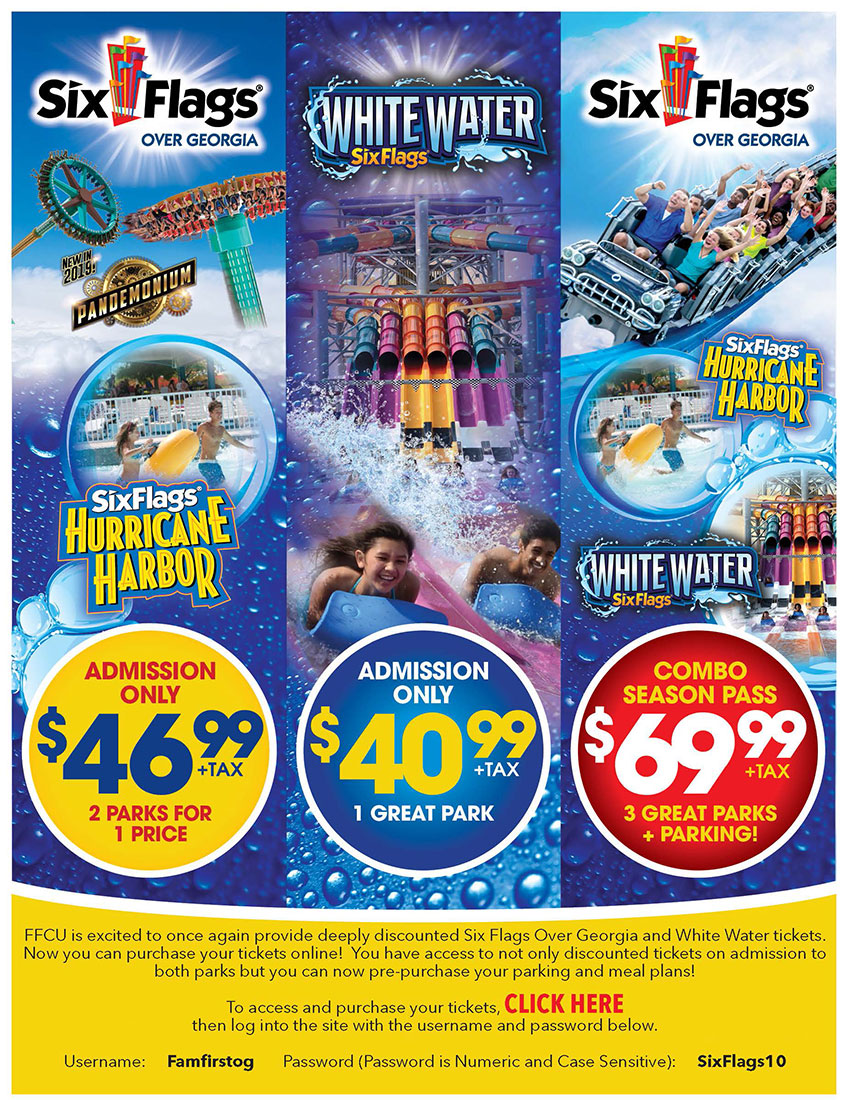 Six Flags®
OVER GEORGIA
NEW IN
2019!
PANDEMONIUM
SixFlags®
HURRICANE
HARBOR
ADMISSION
ONLY
$46.99
+TAX
2 PARKS FOR
1 PRICE
WHITE WATER
SixFlags®
ADMISSION
ONLY
$40.99
+TAX
1 GREAT PARK
Six Flags®
OVER GEORGIA
SixFlags®
HURRICANE
HARBOR
WHITE WATER
SixFlags
COMBO
SEASON PASS
$69.99
+TAX
3 GREAT PARKS
+ PARKING!
FFCU is excited to once again provide deeply discounted Six Flags Over Georgia and White Water tickets.
Now you can purchase your tickets online! You have access to not only discounted tickets on admission to
both parks but you can now pre-purchase your parking and meal plans!
To access and purchase your tickets, CLICK HERE
then log into the site with the username and password below.
Username: Famfirstog Password (Password is Numeric and Case Sensitive): SixFlags10